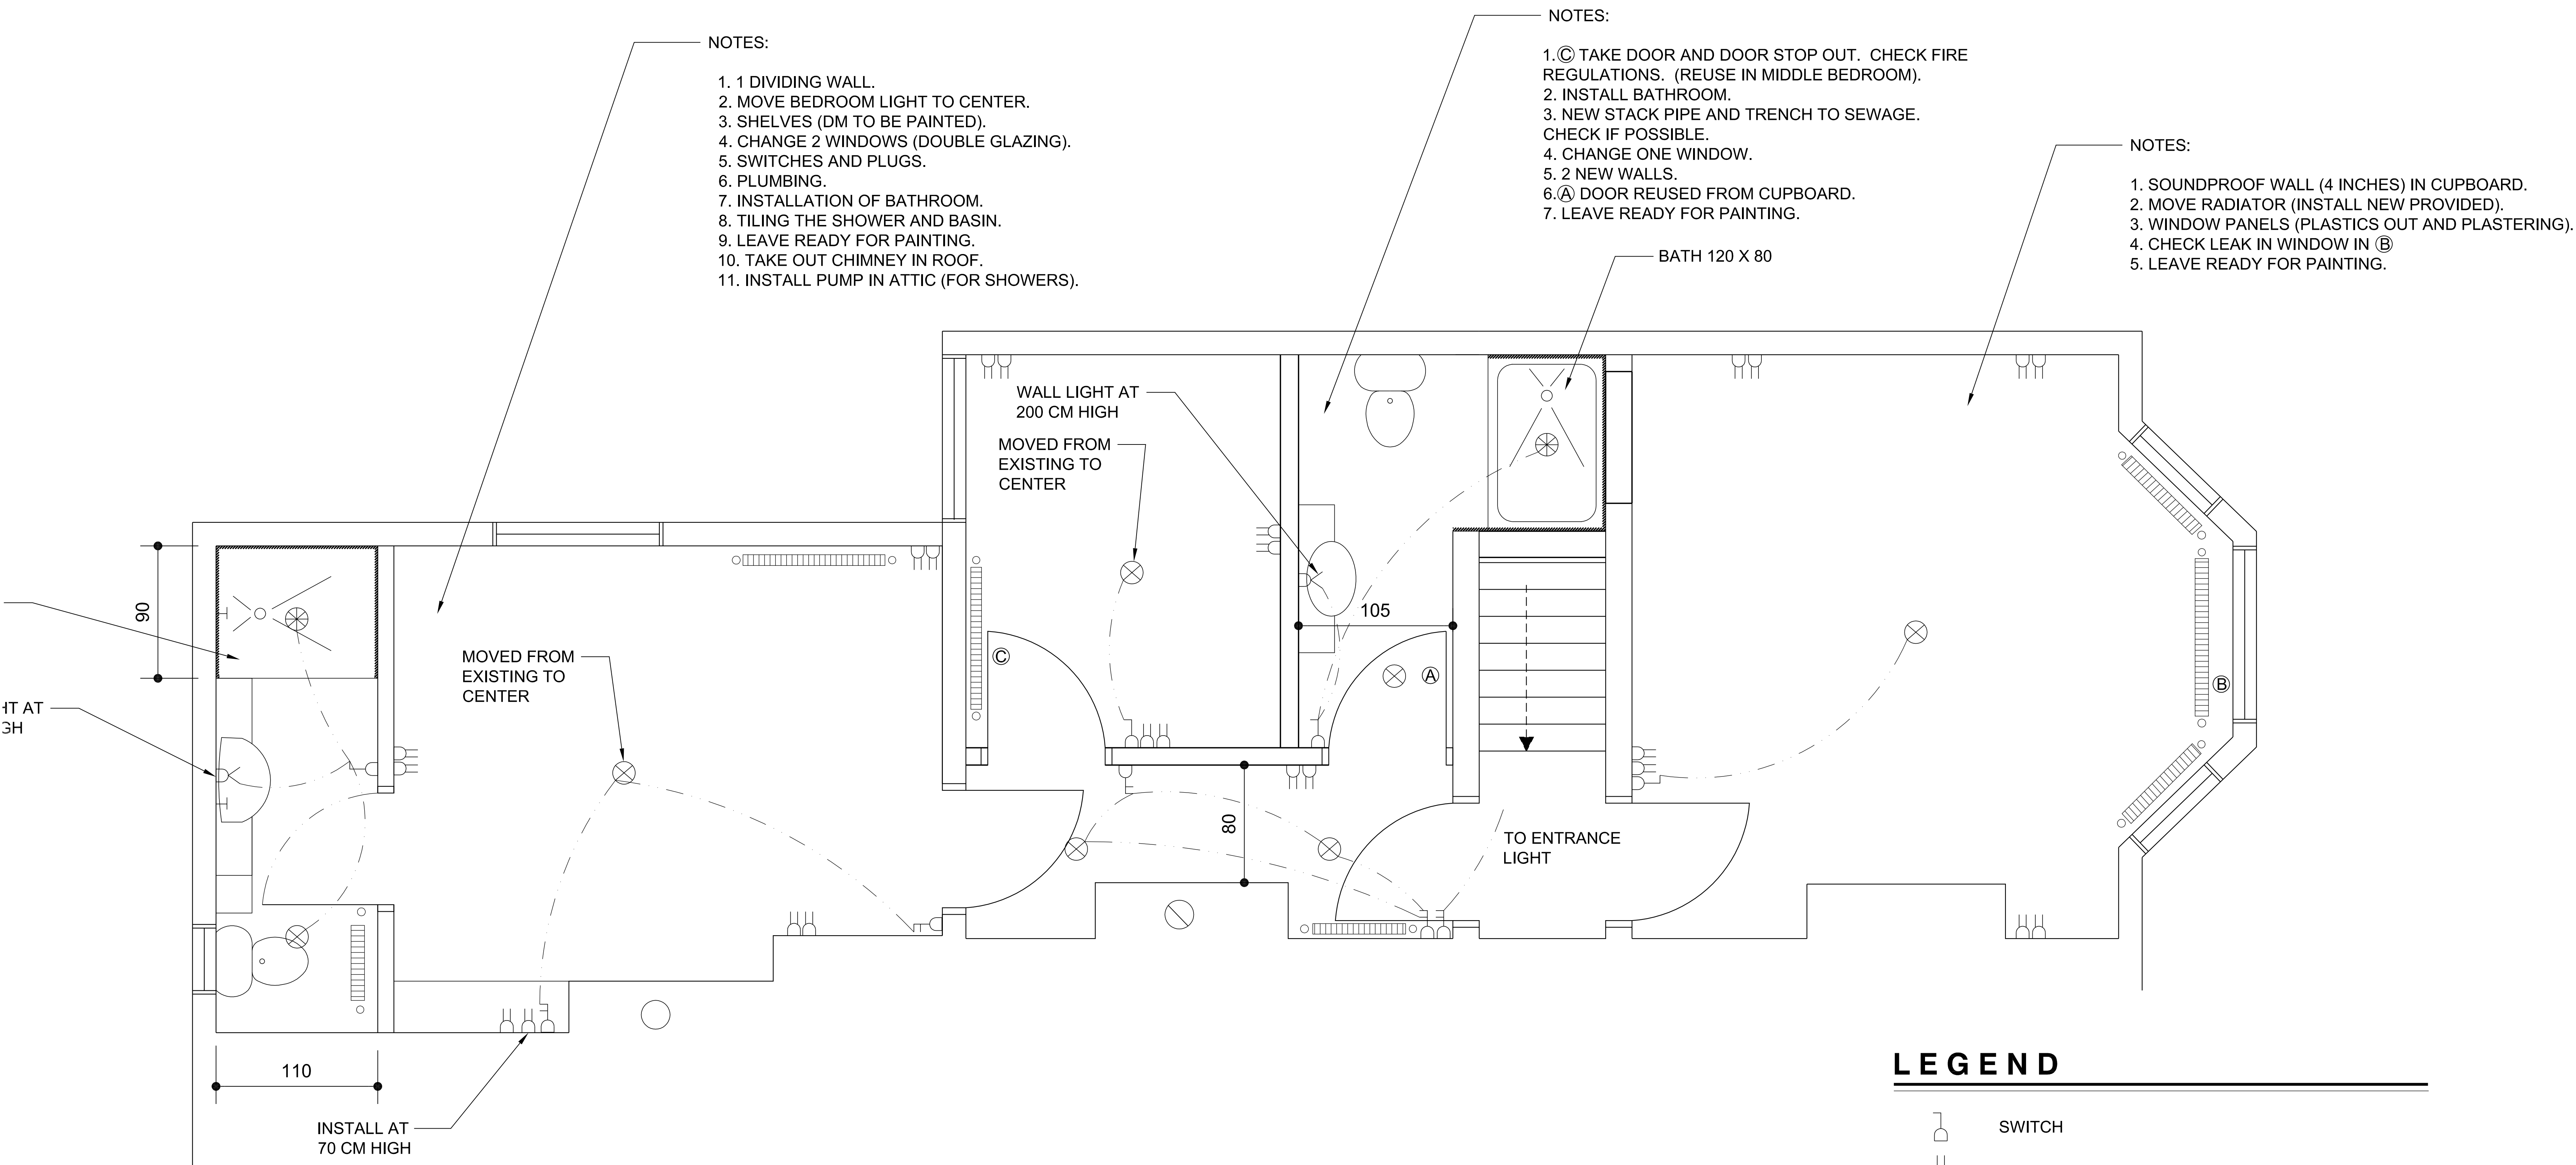 NOTES:
1. 1 DIVIDING WALL.
2. MOVE BEDROOM LIGHT TO CENTER.
3. SHELVES (DM TO BE PAINTED).
4. CHANGE 2 WINDOWS (DOUBLE GLAZING).
5. SWITCHES AND PLUGS.
6. PLUMBING.
7. INSTALLATION OF BATHROOM.
8. TILING THE SHOWER AND BASIN.
9. LEAVE READY FOR PAINTING.
10. TAKE OUT CHIMNEY IN ROOF.
11. INSTALL PUMP IN ATTIC (FOR SHOWERS).
NOTES:
1.Ⓒ TAKE DOOR AND DOOR STOP OUT. CHECK FIRE
REGULATIONS. (REUSE IN MIDDLE BEDROOM).
2. INSTALL BATHROOM.
3. NEW STACK PIPE AND TRENCH TO SEWAGE.
CHECK IF POSSIBLE.
4. CHANGE ONE WINDOW.
5. 2 NEW WALLS.
6.Ⓐ DOOR REUSED FROM CUPBOARD.
7. LEAVE READY FOR PAINTING.
BATH 120 X 80
NOTES:
1. SOUNDPROOF WALL (4 INCHES) IN CUPBOARD.
2. MOVE RADIATOR (INSTALL NEW PROVIDED).
3. WINDOW PANELS (PLASTICS OUT AND PLASTERING).
4. CHECK LEAK IN WINDOW IN Ⓑ
5. LEAVE READY FOR PAINTING.
WALL LIGHT AT
200 CM HIGH
MOVED FROM
EXISTING TO
CENTER
90
105
MOVED FROM
EXISTING TO
CENTER
Ⓒ
Ⓐ
Ⓑ
HT AT
GH
80
TO ENTRANCE
LIGHT
110
INSTALL AT
70 CM HIGH
LEGEND
SWITCH